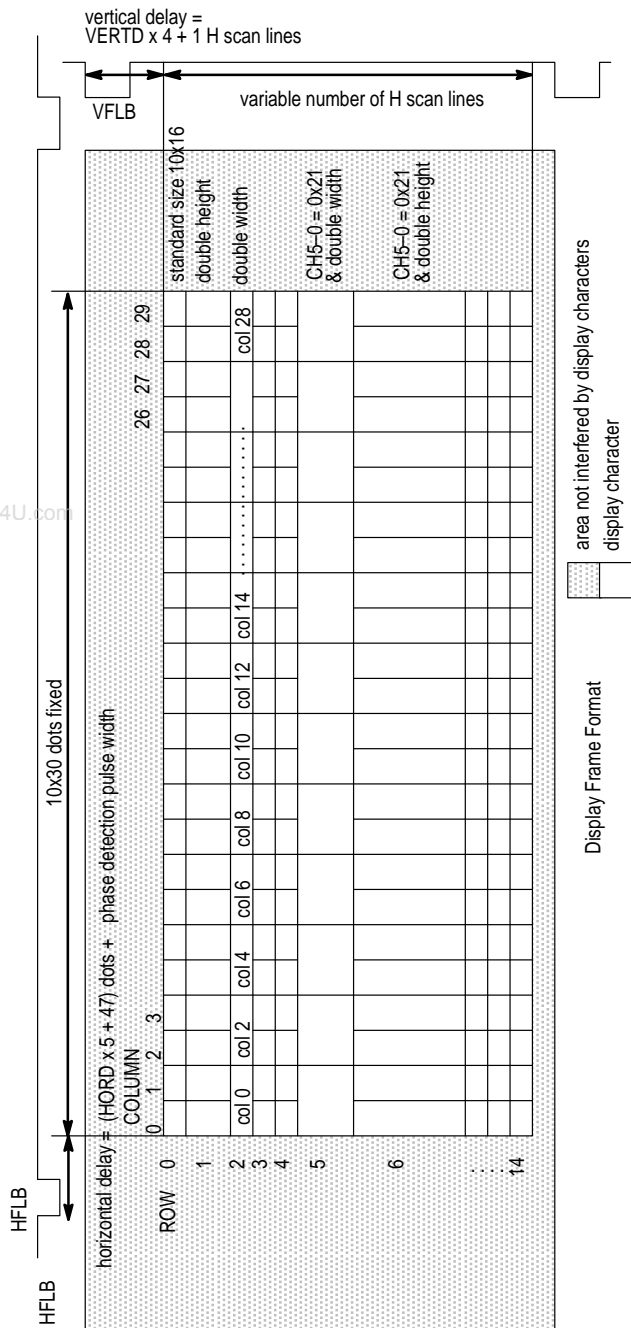 vertical delay =
VERTD x 4 + 1 H scan lines
VFLB
variable number of H scan lines
standard size 10x16
double height
double width
CH5–0 = 0x21
& double width
CH5–0 = 0x21
& double height
10x30 dots fixed
horizontal delay = (HORD x 5 + 47) dots + phase detection pulse width
HFLB
HFLB
COLUMN
0 1 2 3 26 27 28 29
ROW
0
1
2
3
4
5
6
. . . .
14
col 0 col 2 col 4 col 6 col 8 col 10 col 12 col 14 . . . . . . . . . . . . . . . . col 28
area not interfered by display characters
display character
Display Frame Format
4U.com